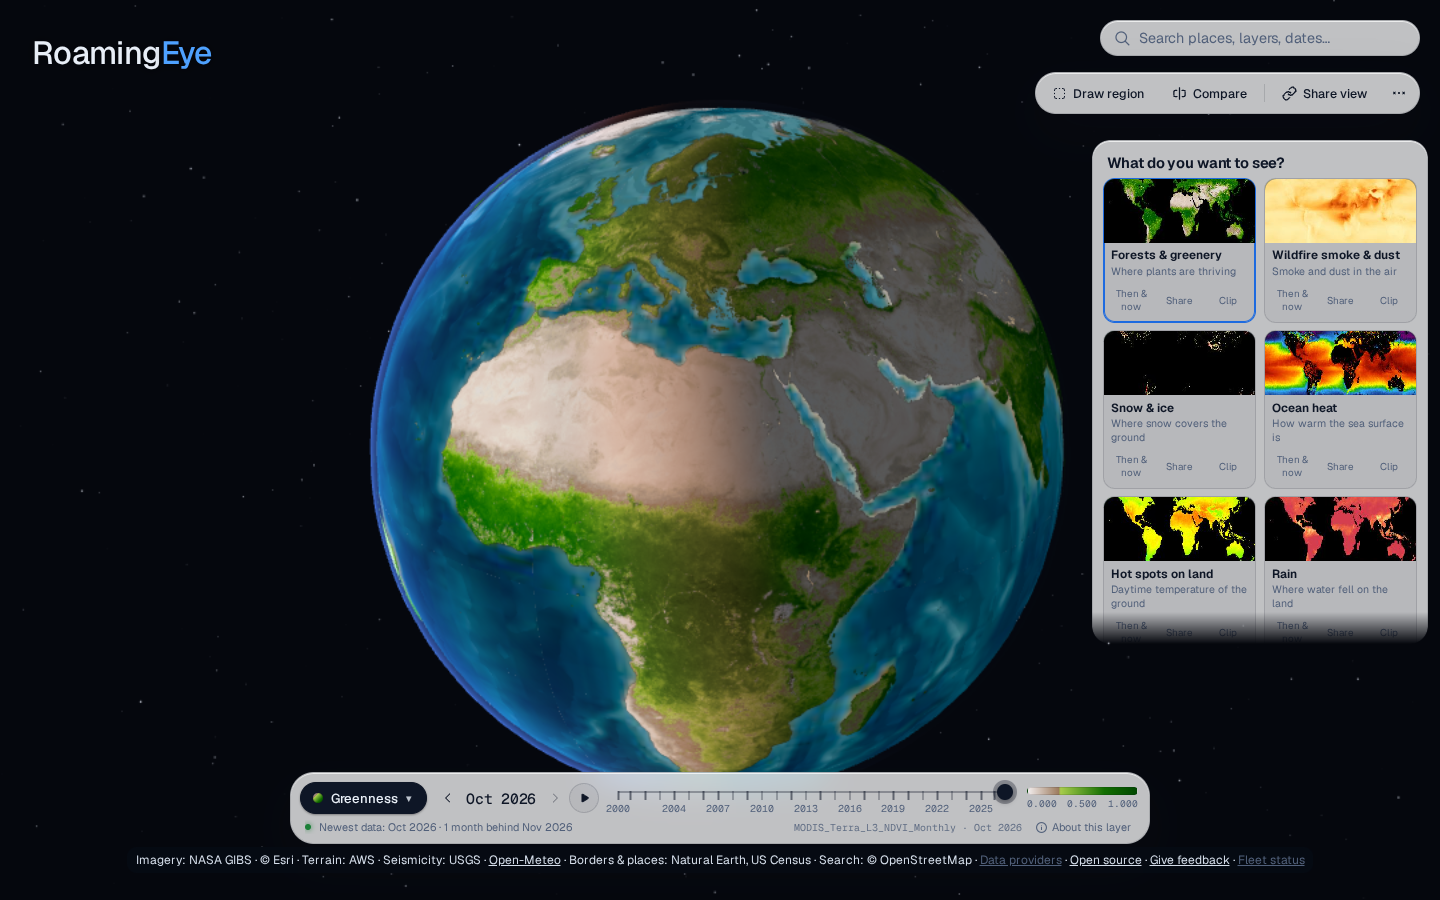 RoamingEye
Search places, layers, dates...
Draw region
Compare
Share view
What do you want to see?
Forests & greenery
Where plants are thriving
Then & now
Share
Clip
Wildfire smoke & dust
Smoke and dust in the air
Then & now
Share
Clip
Snow & ice
Where snow covers the ground
Then & now
Share
Clip
Ocean heat
How warm the sea surface is
Then & now
Share
Clip
Hot spots on land
Daytime temperature of the ground
Then &
Share
Clip
Rain
Where water fell on the land
Then &
Share
Clip
Greenness
Oct 2026
2000 2004 2007 2010 2013 2016 2019 2022 2025
0.000 0.500 1.000
Newest data: Oct 2026 · 1 month behind Nov 2026
MODIS_Terra_L3_NDVI_Monthly · Oct 2026
About this layer
Imagery: NASA GIBS · © Esri · Terrain: AWS · Seismicity: USGS · Open-Meteo · Borders & places: Natural Earth, US Census · Search: © OpenStreetMap · Data providers · Open source · Give feedback · Fleet status